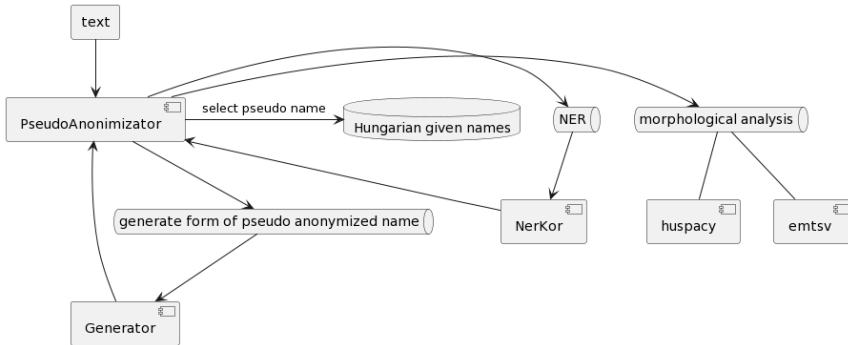 text
select pseudo name
PseudoAnonimizator
Hungarian given names
NER
morphological analysis
generate form of pseudo anonymized name
NerKor
huspacy
emtsv
Generator